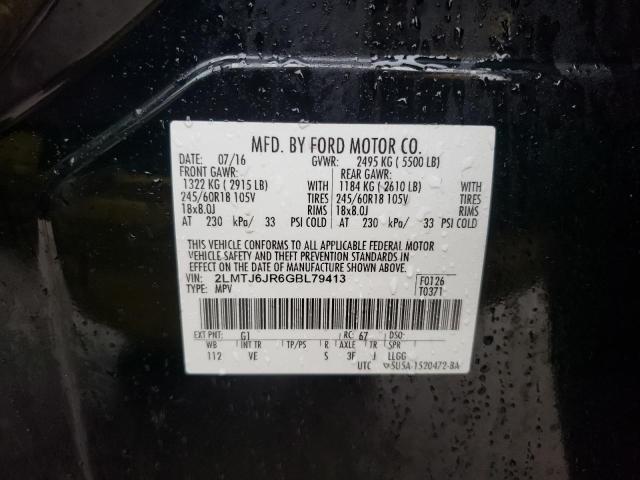 MFD. BY FORD MOTOR CO.
DATE: 07/16 GVWR: 2495 KG ( 5500 LB)
FRONT GAWR: REAR GAWR:
1322 KG ( 2915 LB) WITH 1184 KG ( 2610 LB) WITH
245/60R18 105V TIRES 245/60R18 105V TIRES
18x8.0J RIMS 18x8.0J RIMS
AT 230 kPa/ 33 PSI COLD AT 230 kPa/ 33 PSI COLD
THIS VEHICLE CONFORMS TO ALL APPLICABLE FEDERAL MOTOR
VEHICLE SAFETY AND THEFT PREVENTION STANDARDS IN
EFFECT ON THE DATE OF MANUFACTURE SHOWN ABOVE.
VIN: 2LMTJ6JR6GBL79413 F0126
TYPE: MPV T0371
EXT PNT: G1 RC: 67 DSO:
WB INT TR TP/PS R AXLE TR SPR
112 VE S 3F J LLGG
UTC 5U5A-1520472-BA